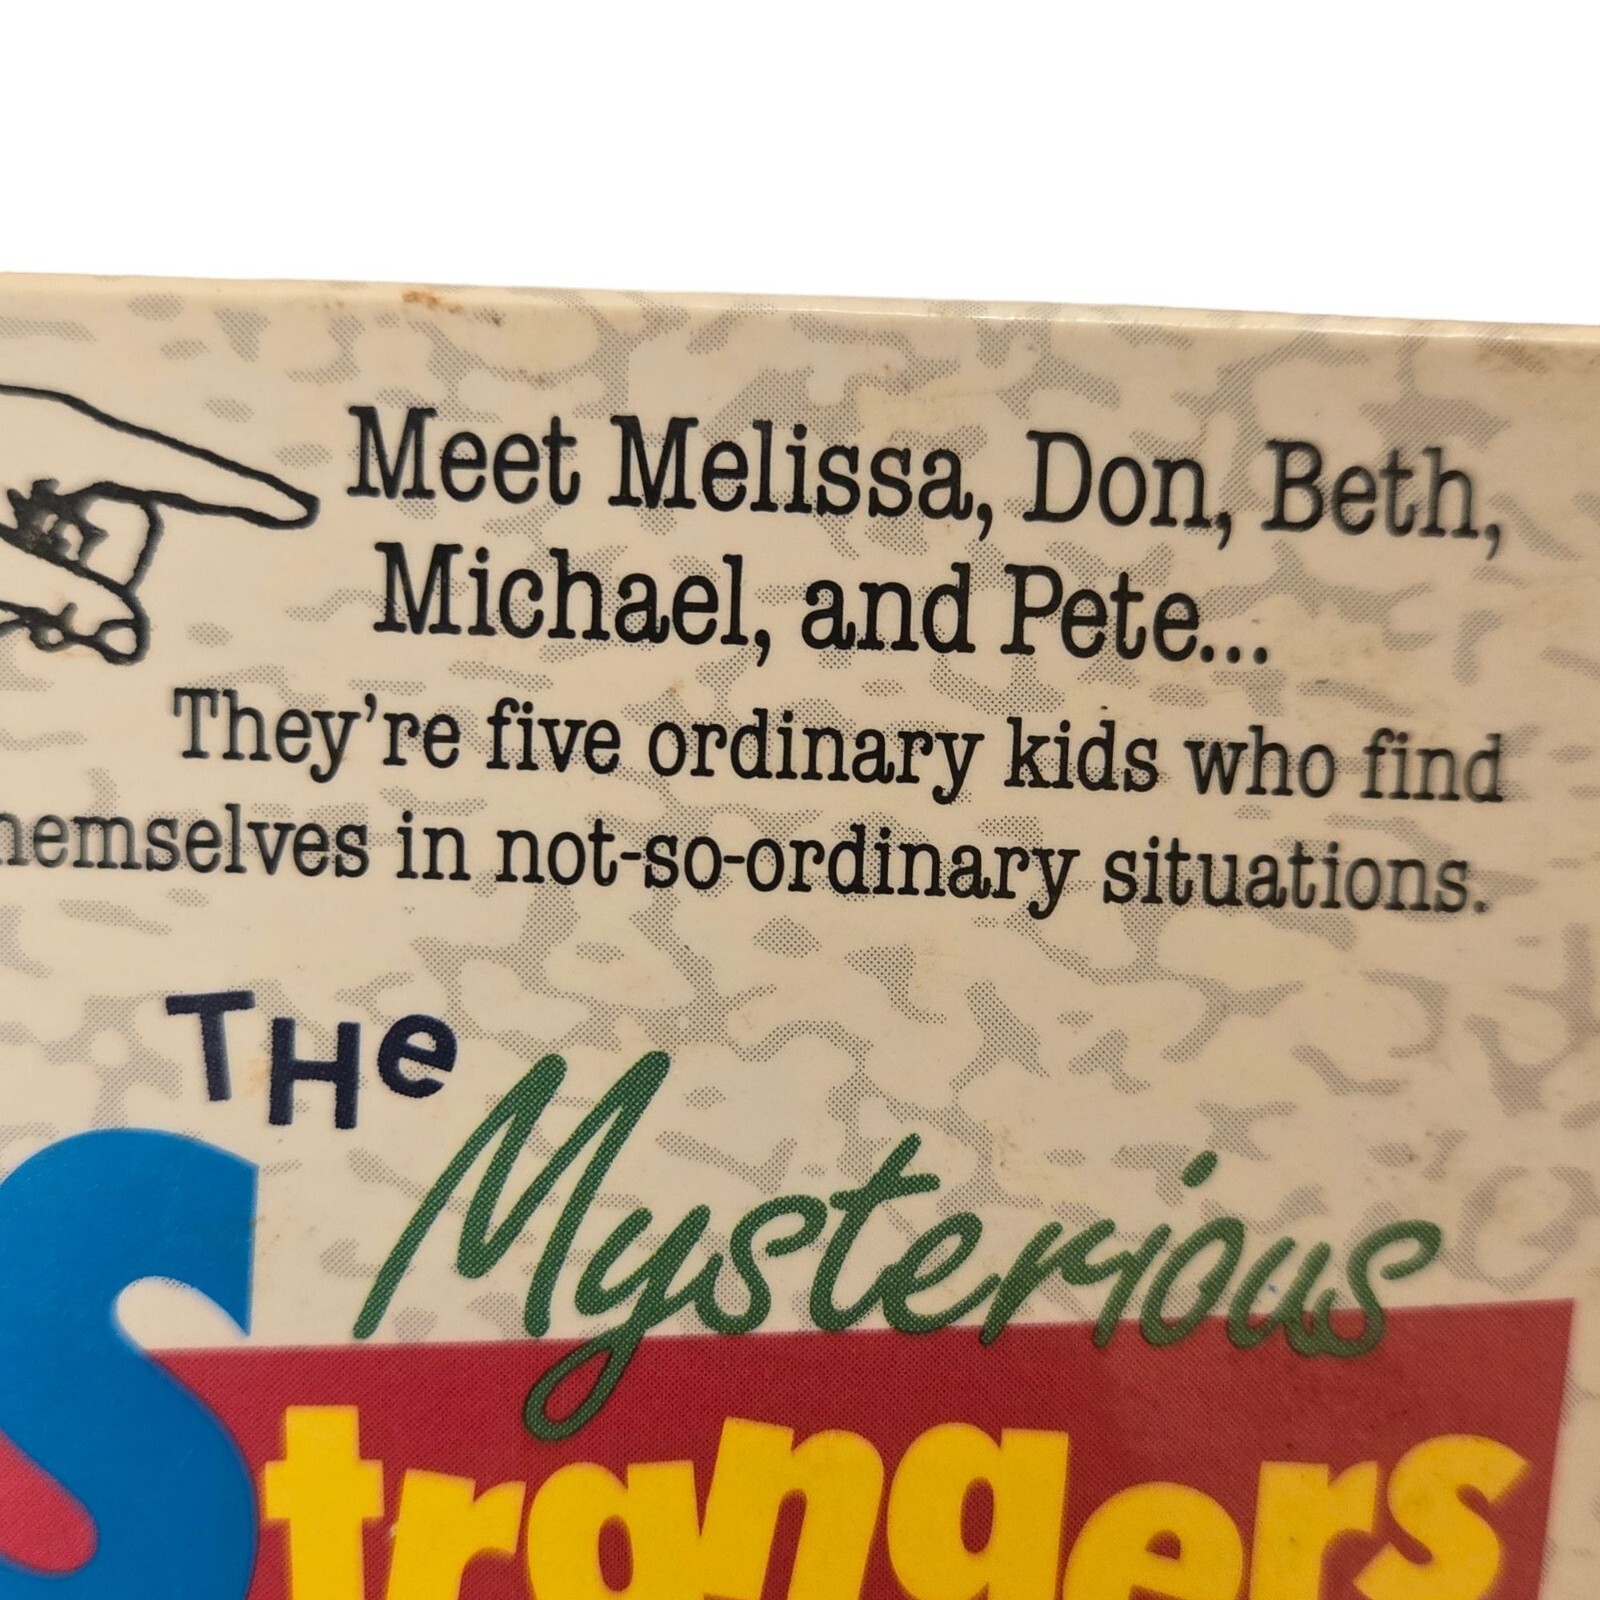 Meet Melissa, Don, Beth,
Michael, and Pete...
They're five ordinary kids who find
hemselves in not-so-ordinary situations.
THe
Mysterious
Strangers